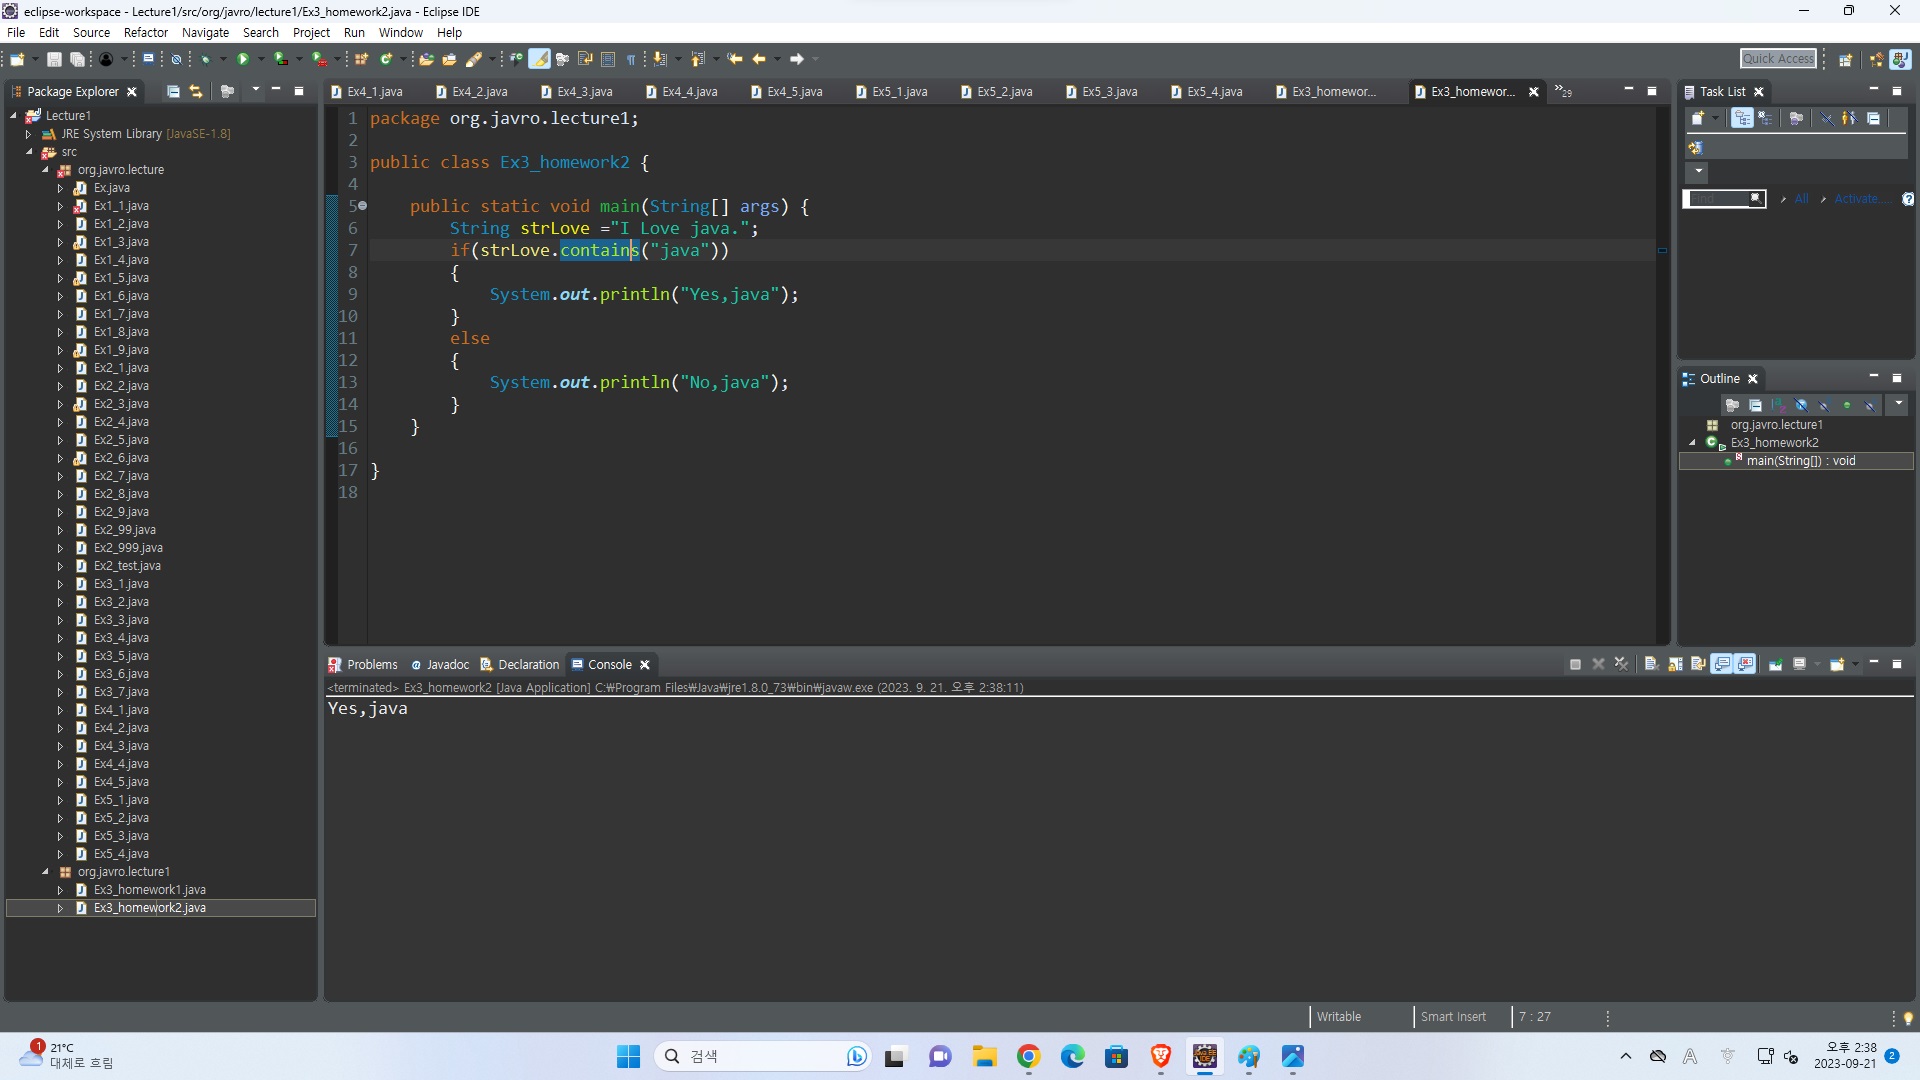 eclipse-workspace - Lecture1/src/org/javro/lecture1/Ex3_homework2.java - Eclipse IDE
File Edit Source Refactor Navigate Search Project Run Window Help
Quick Access
Package Explorer
Lecture1
JRE System Library [JavaSE-1.8]
src
org.javro.lecture
Ex.java
Ex1_1.java
Ex1_2.java
Ex1_3.java
Ex1_4.java
Ex1_5.java
Ex1_6.java
Ex1_7.java
Ex1_8.java
Ex1_9.java
Ex2_1.java
Ex2_2.java
Ex2_3.java
Ex2_4.java
Ex2_5.java
Ex2_6.java
Ex2_7.java
Ex2_8.java
Ex2_9.java
Ex2_99.java
Ex2_999.java
Ex2_test.java
Ex3_1.java
Ex3_2.java
Ex3_3.java
Ex3_4.java
Ex3_5.java
Ex3_6.java
Ex3_7.java
Ex4_1.java
Ex4_2.java
Ex4_3.java
Ex4_4.java
Ex4_5.java
Ex5_1.java
Ex5_2.java
Ex5_3.java
Ex5_4.java
org.javro.lecture1
Ex3_homework1.java
Ex3_homework2.java
Ex4_1.java Ex4_2.java Ex4_3.java Ex4_4.java Ex4_5.java Ex5_1.java Ex5_2.java Ex5_3.java Ex5_4.java Ex3_homewor... Ex3_homewor... »29
1 package org.javro.lecture1;
2
3 public class Ex3_homework2 {
4
5 public static void main(String[] args) {
6 String strLove ="I Love java.";
7 if(strLove.contains("java"))
8 {
9 System.out.println("Yes,java");
10 }
11 else
12 {
13 System.out.println("No,java");
14 }
15 }
16
17 }
18
Task List
Find All Activate...
Outline
org.javro.lecture1
Ex3_homework2
main(String[]) : void
Problems Javadoc Declaration Console
<terminated> Ex3_homework2 [Java Application] C:₩Program Files₩Java₩jre1.8.0_73₩bin₩javaw.exe (2023. 9. 21. 오후 2:38:11)
Yes,java
Writable Smart Insert 7 : 27
1
21°C
대체로 흐림
검색
A
오후 2:38
2023-09-21
2